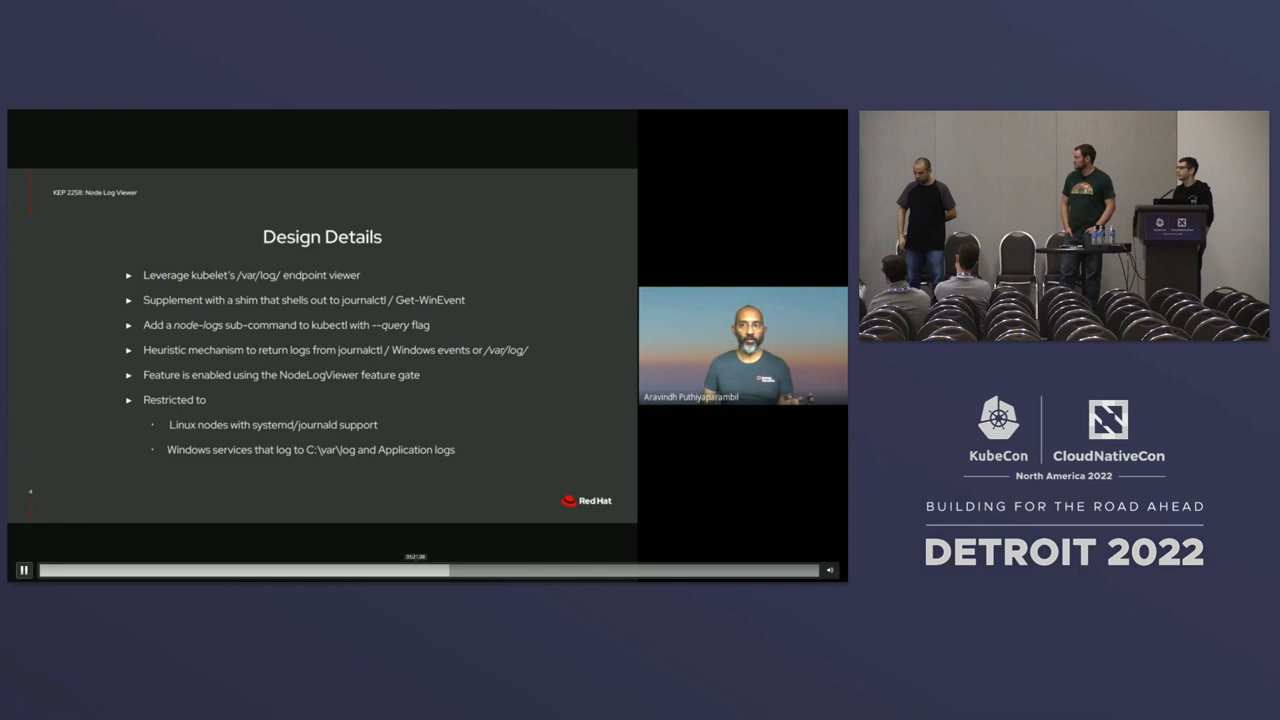 KEP 2258: Node Log Viewer
Design Details
► Leverage kubelet's /var/log/ endpoint viewer
► Supplement with a shim that shells out to journalctl / Get-WinEvent
► Add a node-logs sub-command to kubectl with --query flag
► Heuristic mechanism to return logs from journalctl / Windows events or /var/log/
► Feature is enabled using the NodeLogViewer feature gate
► Restricted to
· Linux nodes with systemd/journald support
· Windows services that log to C:\var\log and Application logs
4
Red Hat
Aravindh Puthiyaparambil
KubeCon
CloudNativeCon
North America 2022
BUILDING FOR THE ROAD AHEAD
DETROIT 2022